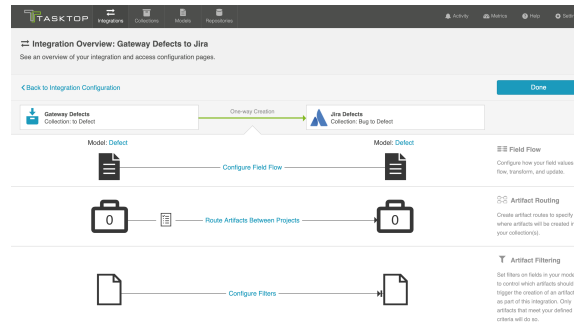 TASKTOP
Integrations
Collections
Models
Repositories
Activity
Metrics
Help
Settin
Integration Overview: Gateway Defects to Jira
See an overview of your integration and access configuration pages.
Back to Integration Configuration
Done
Gateway Defects
Collection: to Defect
One-way Creation
Jira Defects
Collection: Bug to Defect
Model: Defect
Model: Defect
Configure Field Flow
Field Flow
Configure how your field values
flow, transform, and update.
0
Route Artifacts Between Projects
0
Artifact Routing
Create artifact routes to specify
where artifacts will be created in
your collection(s).
Configure Filters
Artifact Filtering
Set filters on fields in your mode
to control which artifacts should
trigger the creation of an artifact
as part of this integration. Only
artifacts that meet your defined
criteria will do so.